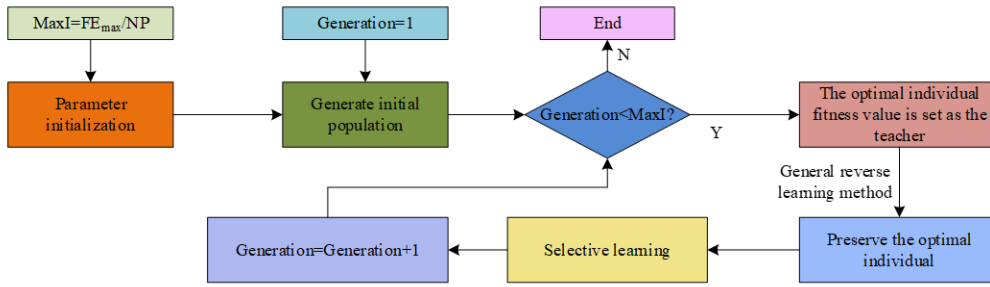 MaxI=FEmax/NP
Generation=1
End
N
Parameter
initialization
Generate initial
population
Generation<MaxI?
Y
The optimal individual
fitness value is set as the
teacher
General reverse
learning method
Generation=Generation+1
Selective learning
Preserve the optimal
individual